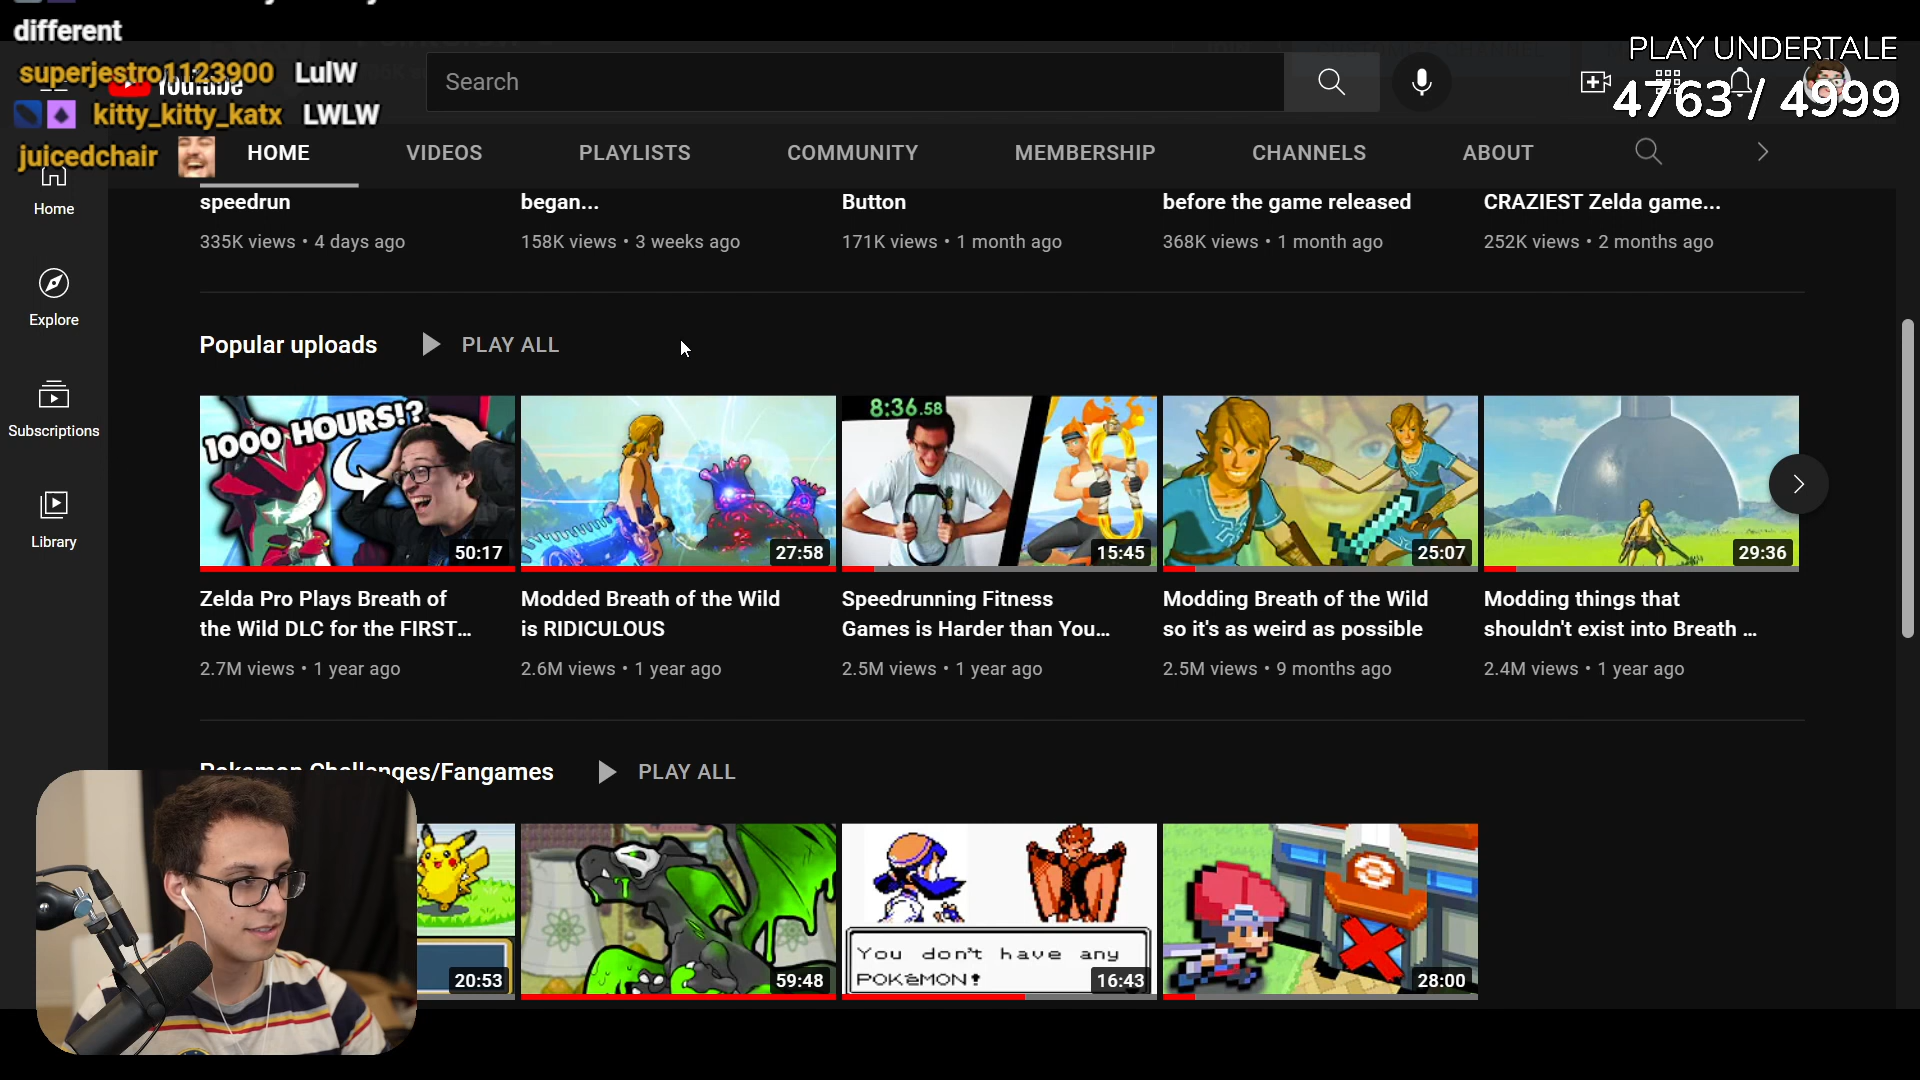 different
superjestro1123900 LulW
kitty_kitty_katx LWLW
juicedchair
YouTube
Search
PLAY UNDERTALE
4763 / 4999
HOME
VIDEOS
PLAYLISTS
COMMUNITY
MEMBERSHIP
CHANNELS
ABOUT
Home
Explore
Subscriptions
Library
speedrun
335K views • 4 days ago
began...
158K views • 3 weeks ago
Button
171K views • 1 month ago
before the game released
368K views • 1 month ago
CRAZIEST Zelda game...
252K views • 2 months ago
Popular uploads
PLAY ALL
1000 HOURS!?
50:17
27:58
8:36.58
15:45
25:07
29:36
Zelda Pro Plays Breath of
the Wild DLC for the FIRST...
2.7M views • 1 year ago
Modded Breath of the Wild
is RIDICULOUS
2.6M views • 1 year ago
Speedrunning Fitness
Games is Harder than You...
2.5M views • 1 year ago
Modding Breath of the Wild
so it's as weird as possible
2.5M views • 9 months ago
Modding things that
shouldn't exist into Breath ...
2.4M views • 1 year ago
Pokemon Challenges/Fangames
PLAY ALL
20:53
59:48
You don't have any
POKéMON!
16:43
28:00